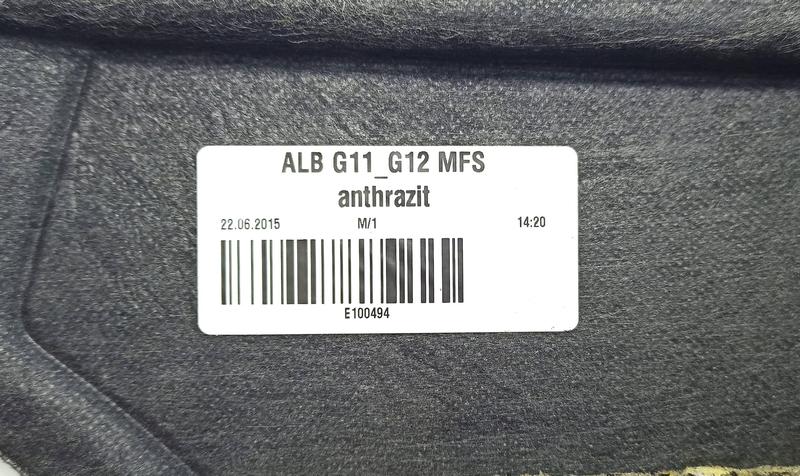 ALB G11_G12 MFS
anthrazit
22.06.2015 M/1 14:20
E100494